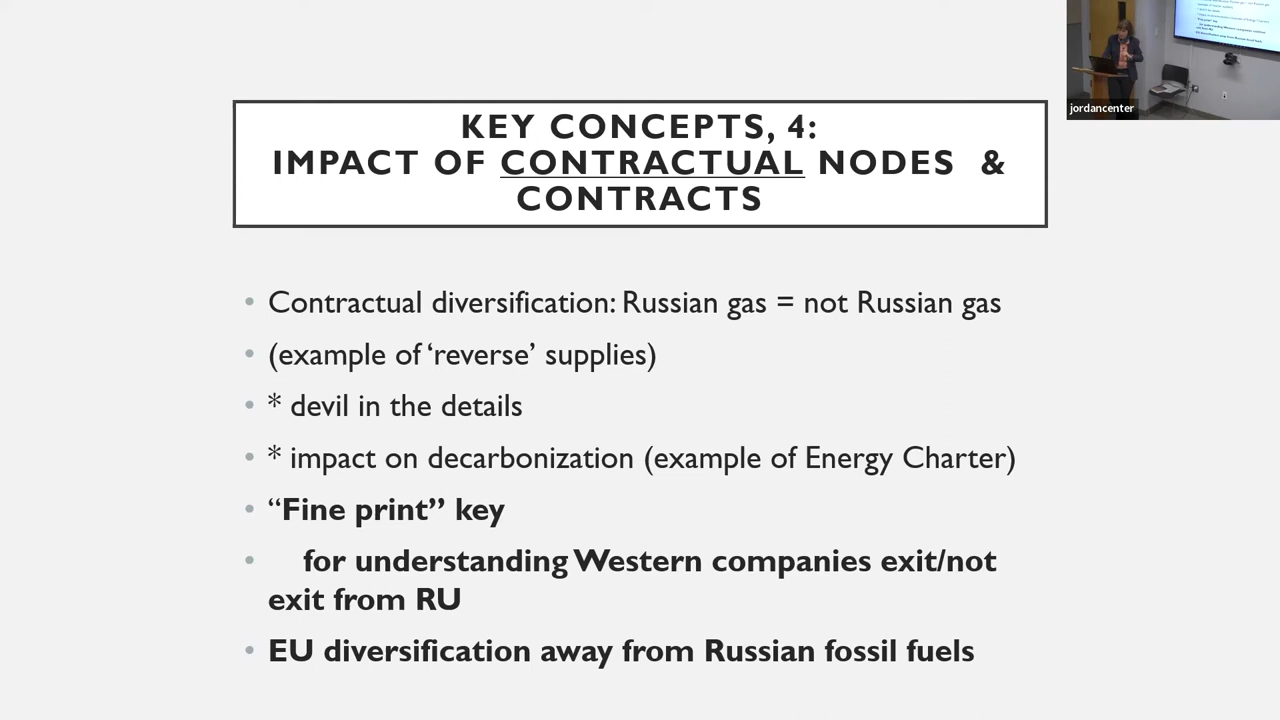 KEY CONCEPTS, 4:
IMPACT OF CONTRACTUAL NODES &
CONTRACTS
• Contractual diversification: Russian gas = not Russian gas
• (example of ‘reverse’ supplies)
• * devil in the details
• * impact on decarbonization (example of Energy Charter)
• “Fine print” key
• for understanding Western companies exit/not
exit from RU
• EU diversification away from Russian fossil fuels
jordancenter